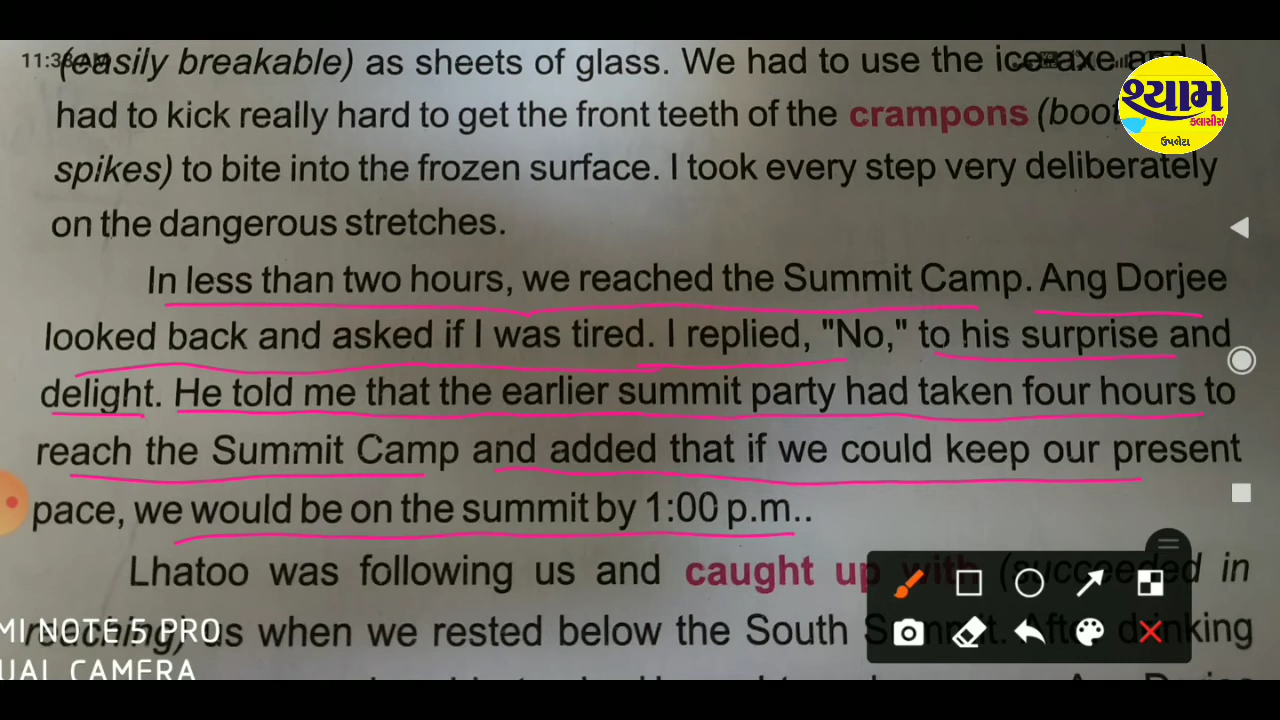 11:38 AM
(easily breakable) as sheets of glass. We had to use the ice axe and I
had to kick really hard to get the front teeth of the crampons (boot
spikes) to bite into the frozen surface. I took every step very deliberately
on the dangerous stretches.
In less than two hours, we reached the Summit Camp. Ang Dorjee
looked back and asked if I was tired. I replied, "No," to his surprise and
delight. He told me that the earlier summit party had taken four hours to
reach the Summit Camp and added that if we could keep our present
pace, we would be on the summit by 1:00 p.m..
Lhatoo was following us and caught up with (succeeded in
reaching) us when we rested below the South Summit. After drinking
શ્યામ
કલાસીસ
ઉપલેટા
MI NOTE 5 PRO
UAL CAMERA